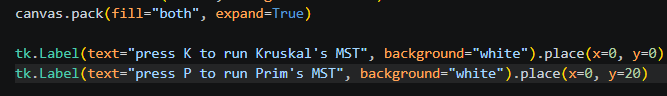 canvas.pack(fill="both", expand=True)
tk.Label(text="press K to run Kruskal's MST", background="white").place(x=0, y=0)
tk.Label(text="press P to run Prim's MST", background="white").place(x=0, y=20)